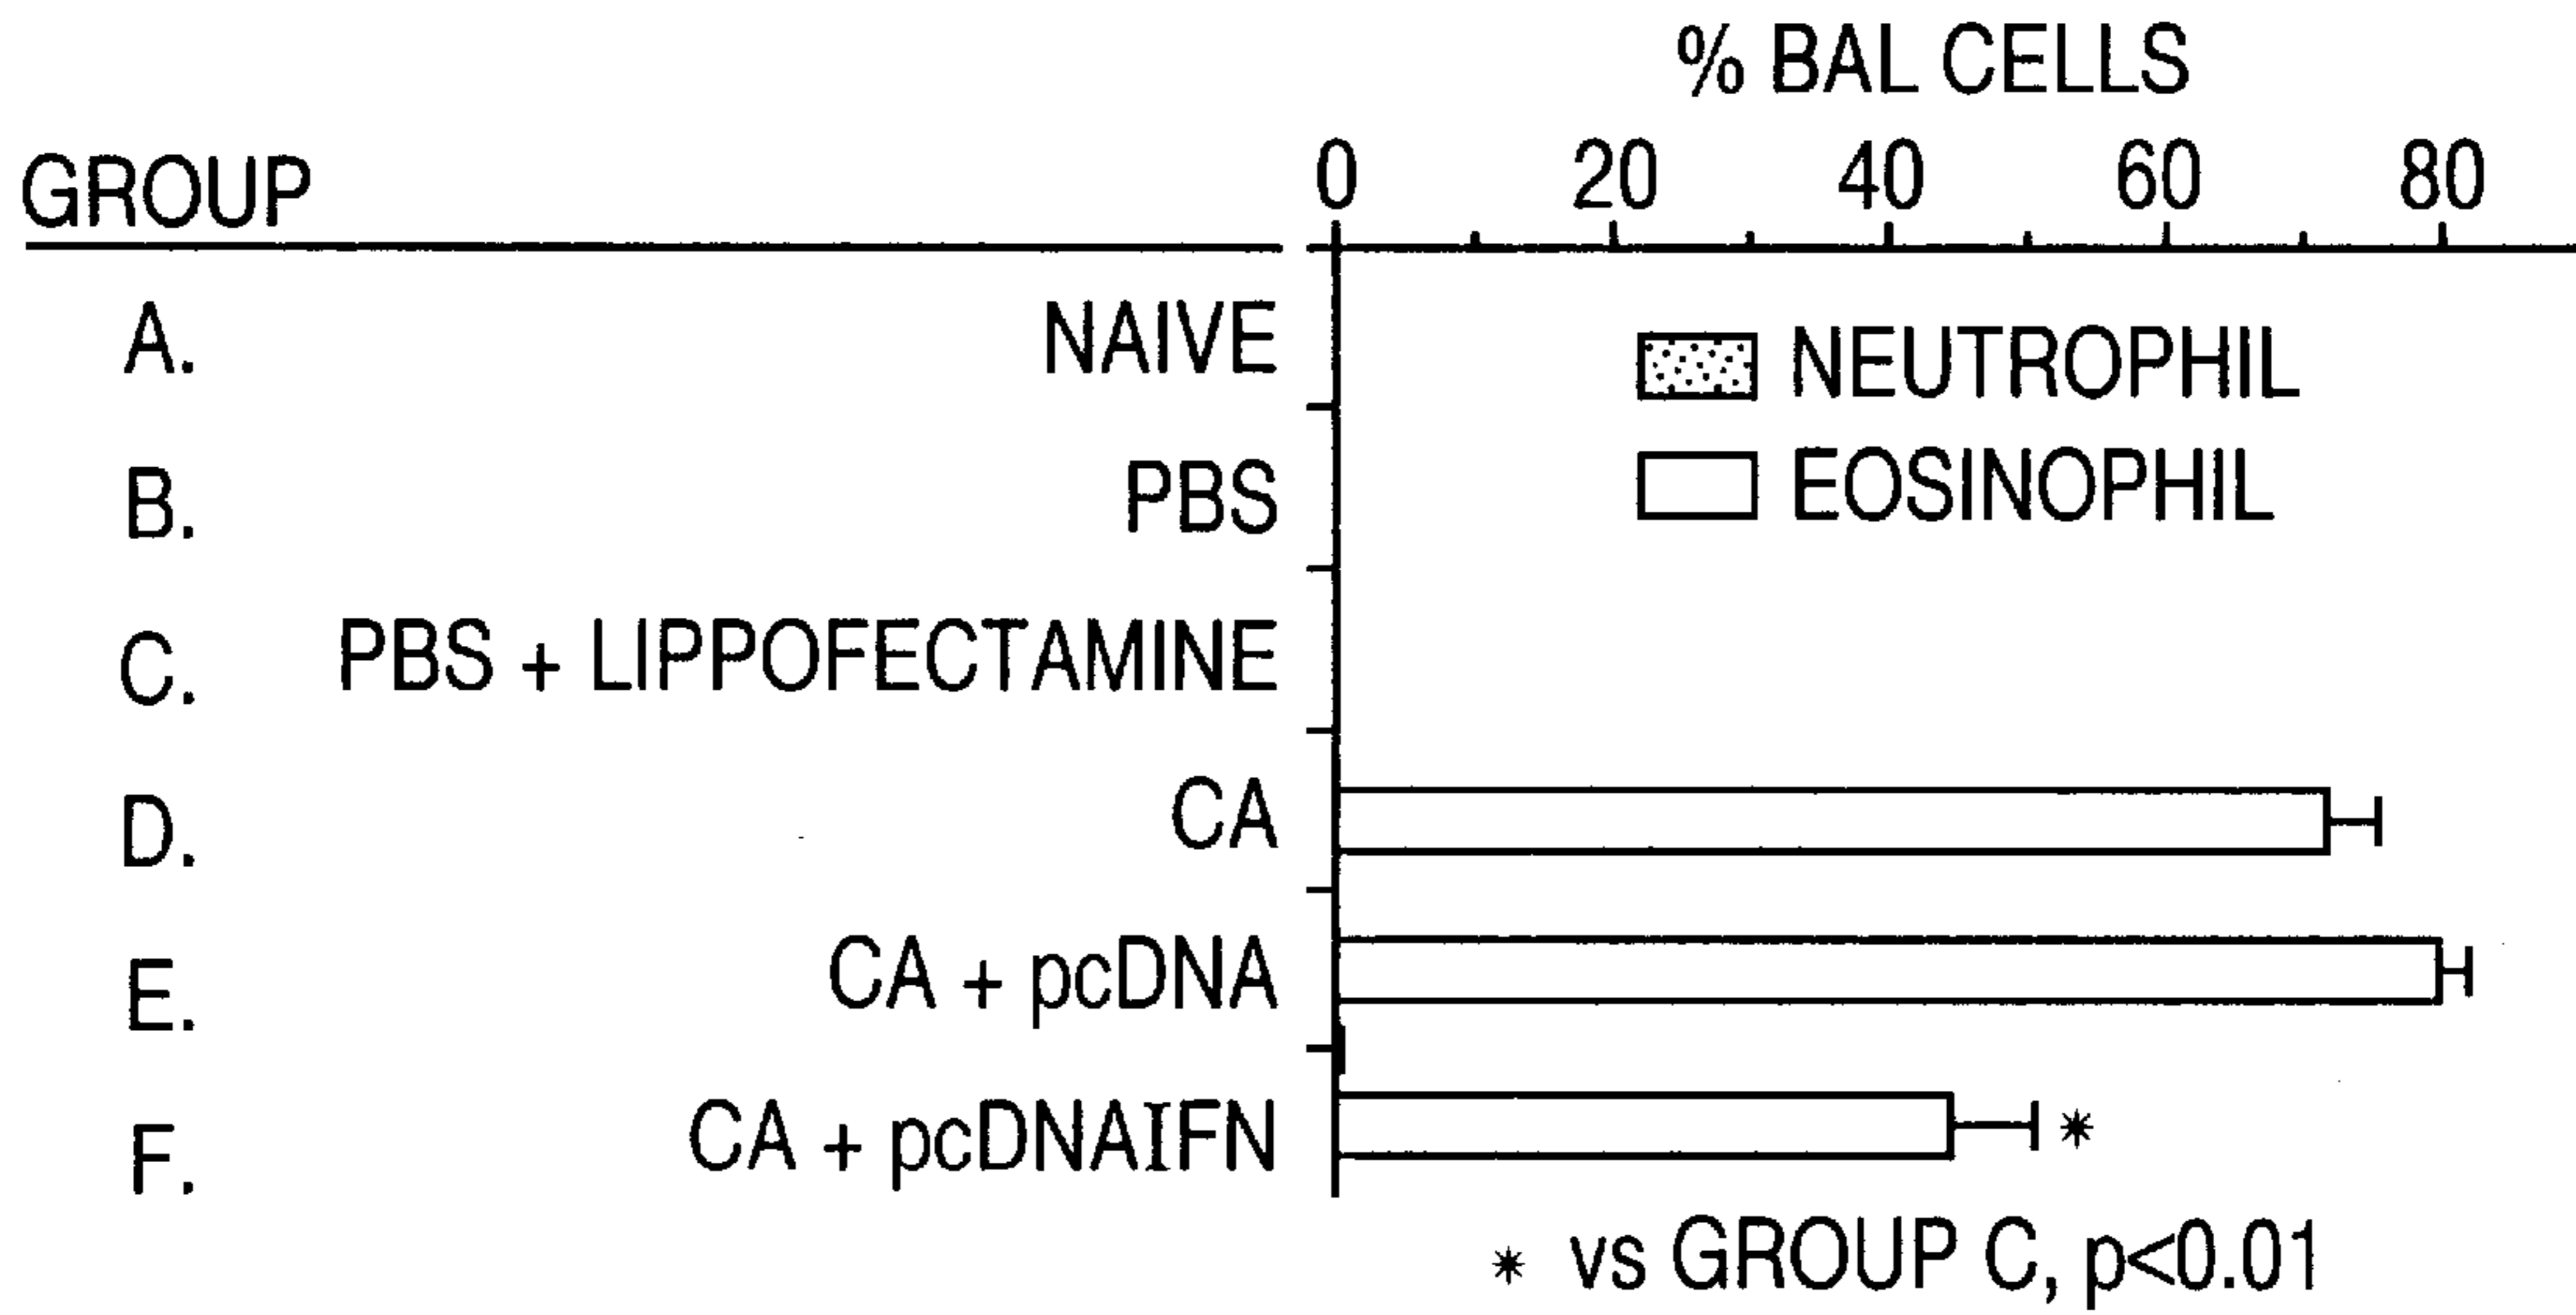 % BAL CELLS
GROUP 0 20 40 60 80
A. NAIVE
NEUTROPHIL
B. PBS
EOSINOPHIL
C. PBS + LIPPOFECTAMINE
D. CA
E. CA + pcDNA
F. CA + pcDNAIFN *
* vs GROUP C, p<0.01